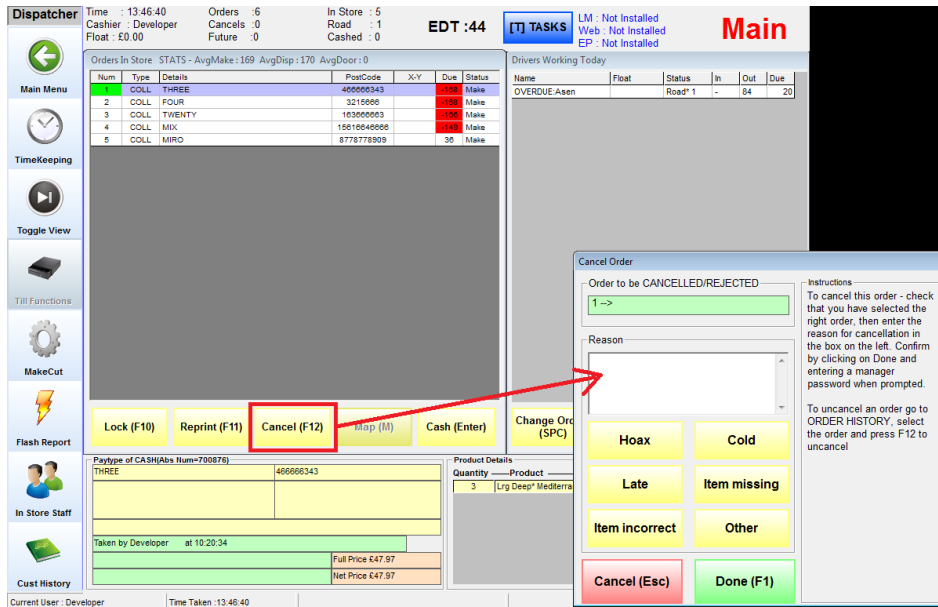 Dispatcher
Time : 13:46:40 Orders :6 In Store : 5
Cashier : Developer Cancels :0 Road : 1
Float : £0.00 Future :0 Cashed : 0
EDT :44
[T] TASKS
LM : Not Installed
Web : Not Installed
EP : Not Installed
Main
Main Menu
TimeKeeping
Toggle View
Till Functions
MakeCut
Flash Report
In Store Staff
Cust History
Orders In Store STATS - AvgMake : 169 AvgDisp : 170 AvgDoor : 0
Num Type Details PostCode X-Y Due Status
1 COLL THREE 466666343 -168 Make
2 COLL FOUR 3215666 -168 Make
3 COLL TWENTY 163666663 Make
4 COLL MIX 15616646666 -149 Make
5 COLL MIRO 8778778909 36 Make
Drivers Working Today
Name Float Status In Out Due
OVERDUE:Asen Road* 1 - 84 20
Lock (F10)
Reprint (F11)
Cancel (F12)
Map (M)
Cash (Enter)
Change Ord
(SPC)
Paytype of CASH(Abs Num=700876)
THREE 466666343
Taken by Developer at 10:20:34
Full Price £47.97
Net Price £47.97
Product Details
Quantity Product
3 Lrg Deep* Mediterra
Cancel Order
Order to be CANCELLED/REJECTED
1 -->
Reason
Hoax
Cold
Late
Item missing
Item incorrect
Other
Cancel (Esc)
Done (F1)
Instructions
To cancel this order - check
that you have selected the
right order, then enter the
reason for cancellation in
the box on the left. Confirm
by clicking on Done and
entering a manager
password when prompted.
To uncancel an order go to
ORDER HISTORY, select
the order and press F12 to
uncancel
Current User : Developer
Time Taken :13:46:40